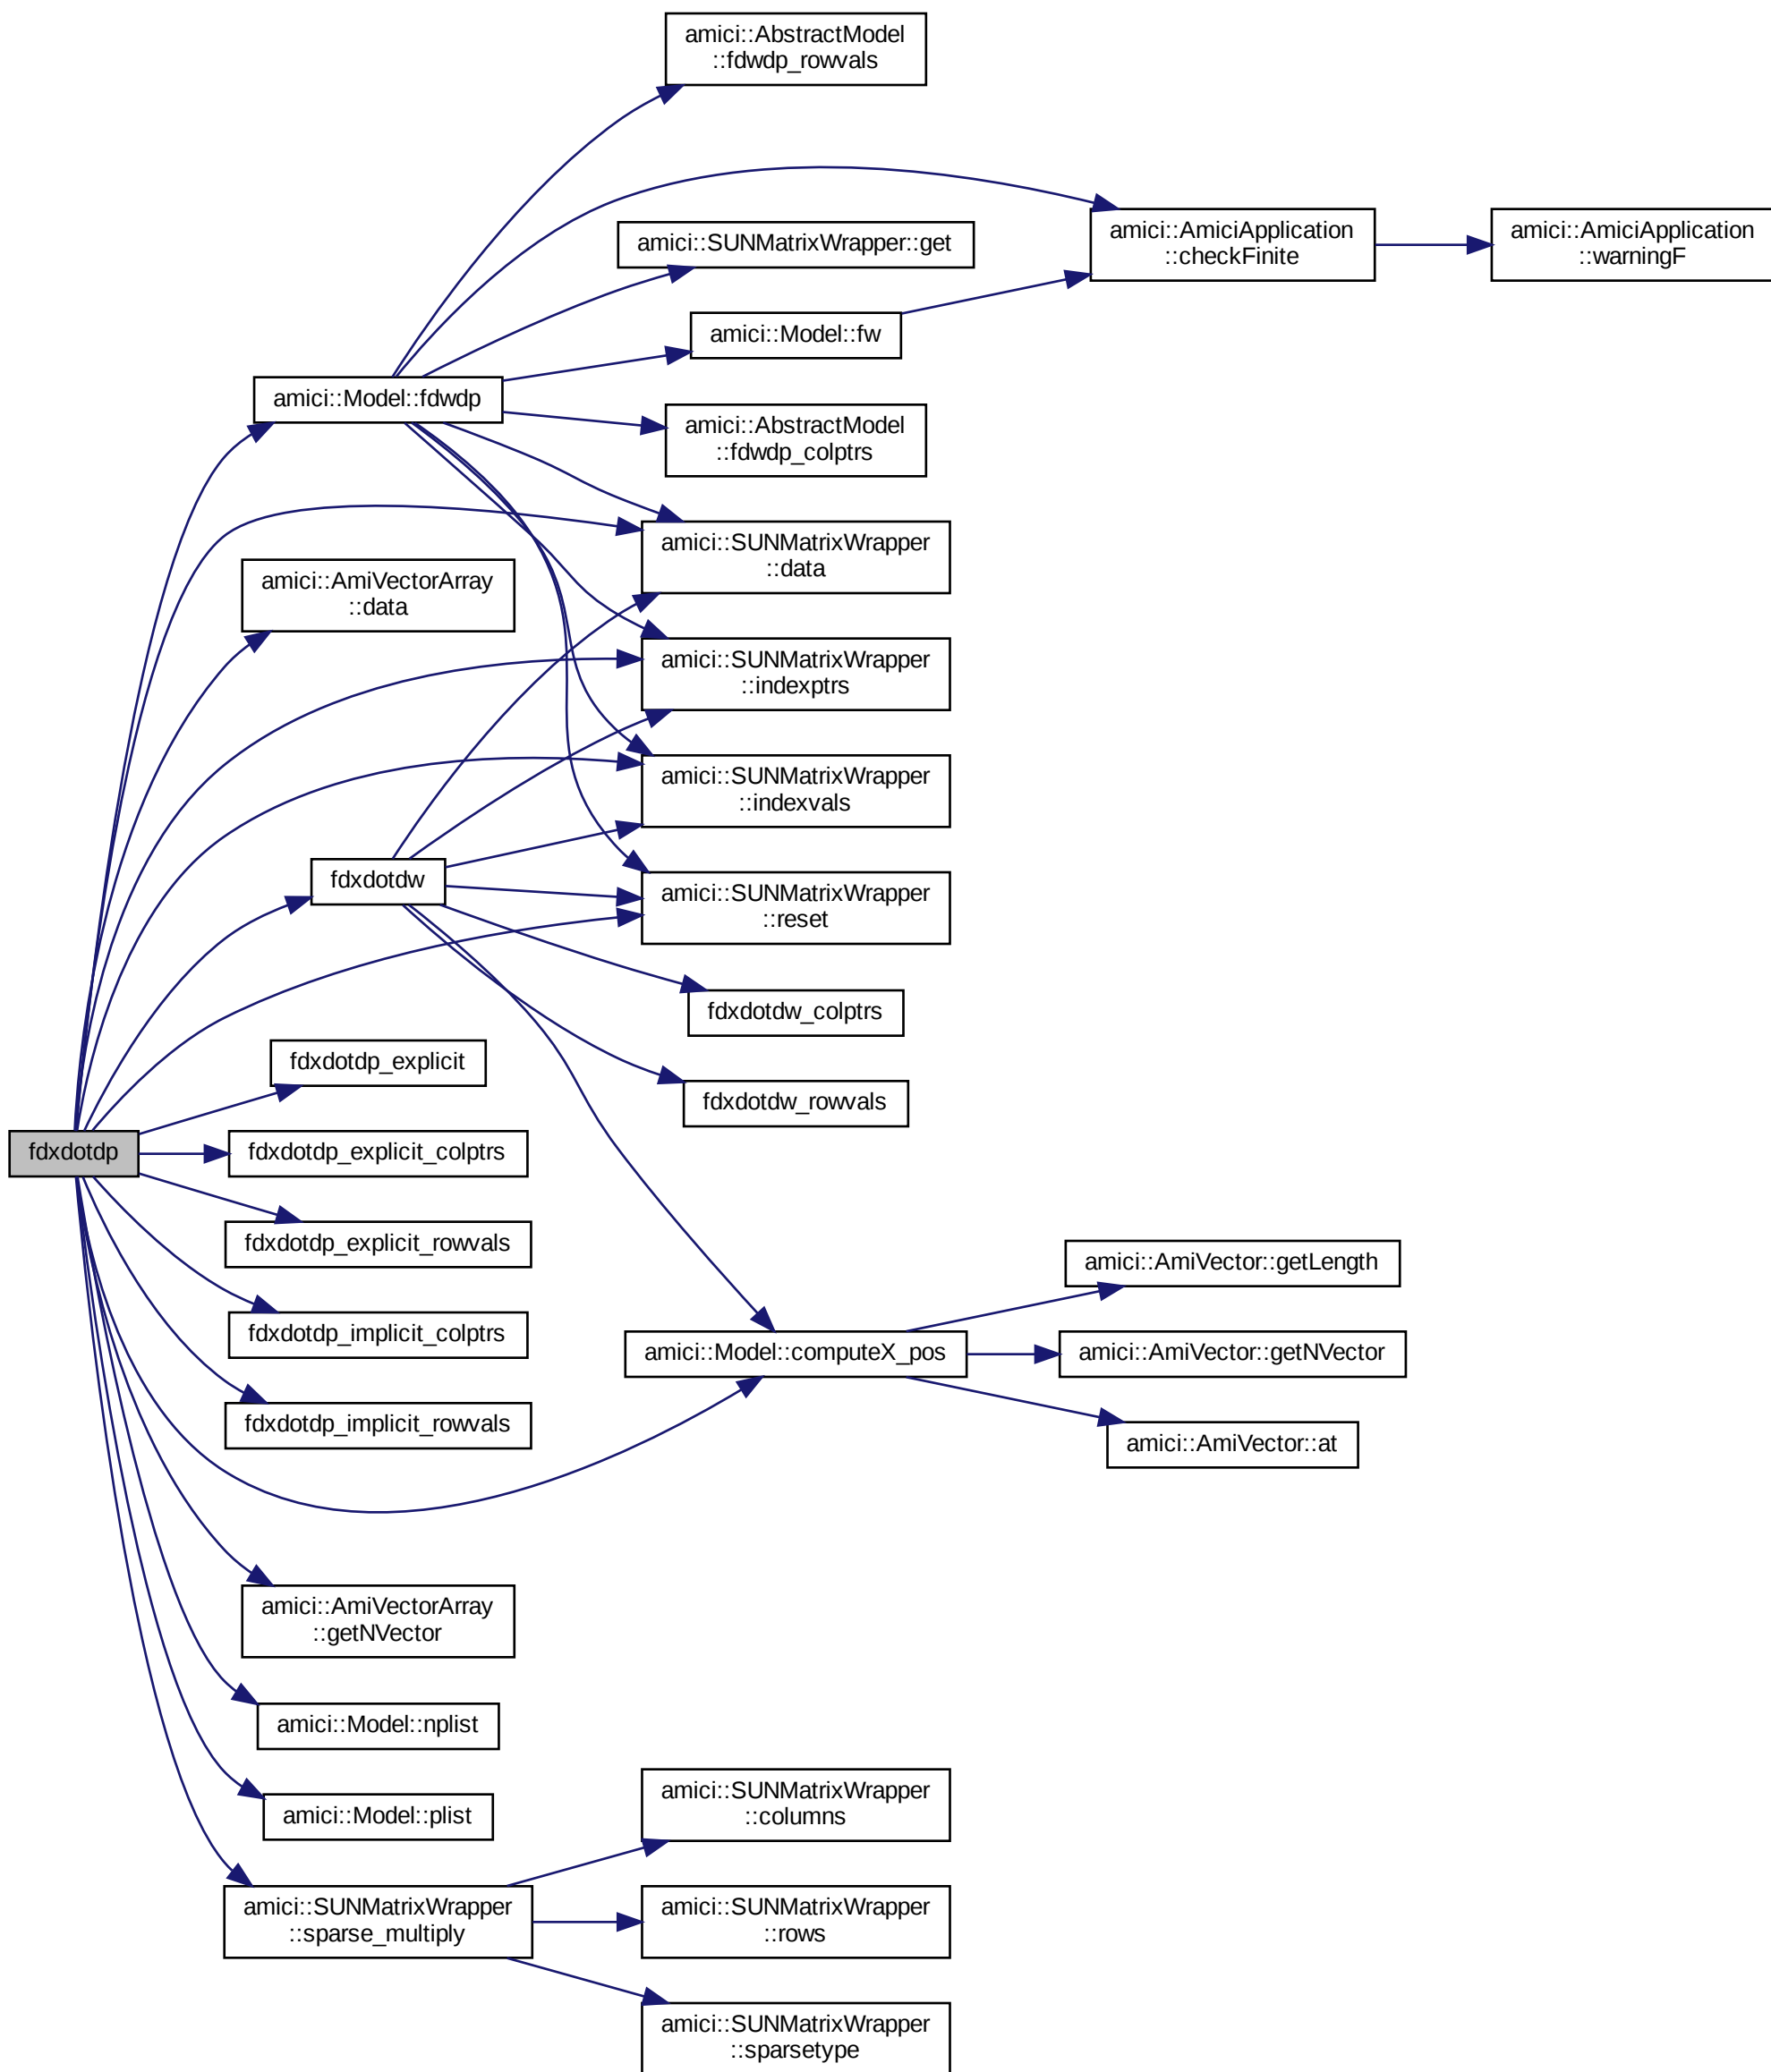 amici::AbstractModel
::fdwdp_rowvals
amici::AmiciApplication
::checkFinite
amici::AmiciApplication
::warningF
amici::SUNMatrixWrapper::get
amici::Model::fw
amici::Model::fdwdp
amici::AbstractModel
::fdwdp_colptrs
amici::SUNMatrixWrapper
::data
amici::AmiVectorArray
::data
amici::SUNMatrixWrapper
::indexptrs
amici::SUNMatrixWrapper
::indexvals
fdxdotdw
amici::SUNMatrixWrapper
::reset
fdxdotdw_colptrs
fdxdotdp_explicit
fdxdotdw_rowvals
fdxdotdp
fdxdotdp_explicit_colptrs
fdxdotdp_explicit_rowvals
amici::AmiVector::getLength
fdxdotdp_implicit_colptrs
amici::Model::computeX_pos
amici::AmiVector::getNVector
fdxdotdp_implicit_rowvals
amici::AmiVector::at
amici::AmiVectorArray
::getNVector
amici::Model::nplist
amici::Model::plist
amici::SUNMatrixWrapper
::columns
amici::SUNMatrixWrapper
::sparse_multiply
amici::SUNMatrixWrapper
::rows
amici::SUNMatrixWrapper
::sparsetype